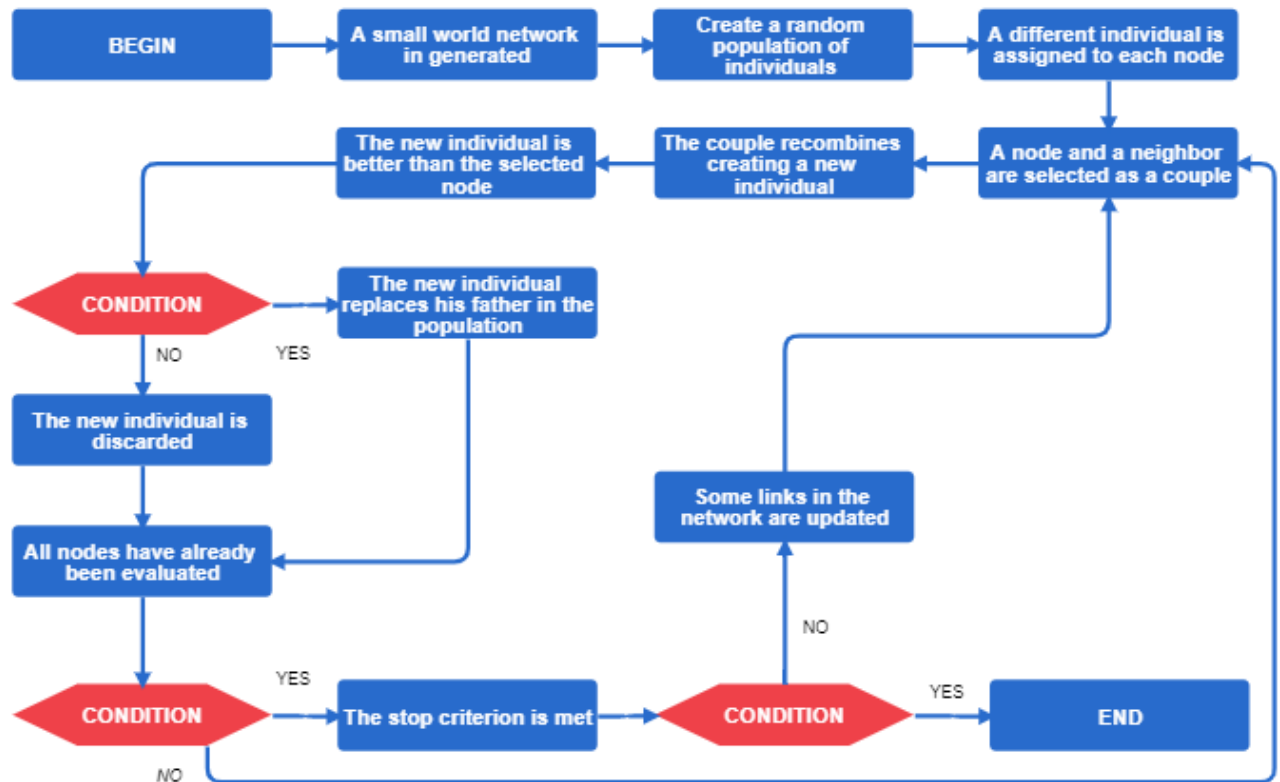 BEGIN
A small world network
in generated
Create a random
population of
individuals
A different individual is
assigned to each node
The new individual is
better than the selected
node
The couple recombines
creating a new
individual
A node and a neighbor
are selected as a couple
CONDITION
The new individual
replaces his father in the
population
NO
YES
The new individual is
discarded
Some links in the
network are updated
All nodes have already
been evaluated
NO
YES
YES
CONDITION
The stop criterion is met
CONDITION
END
NO